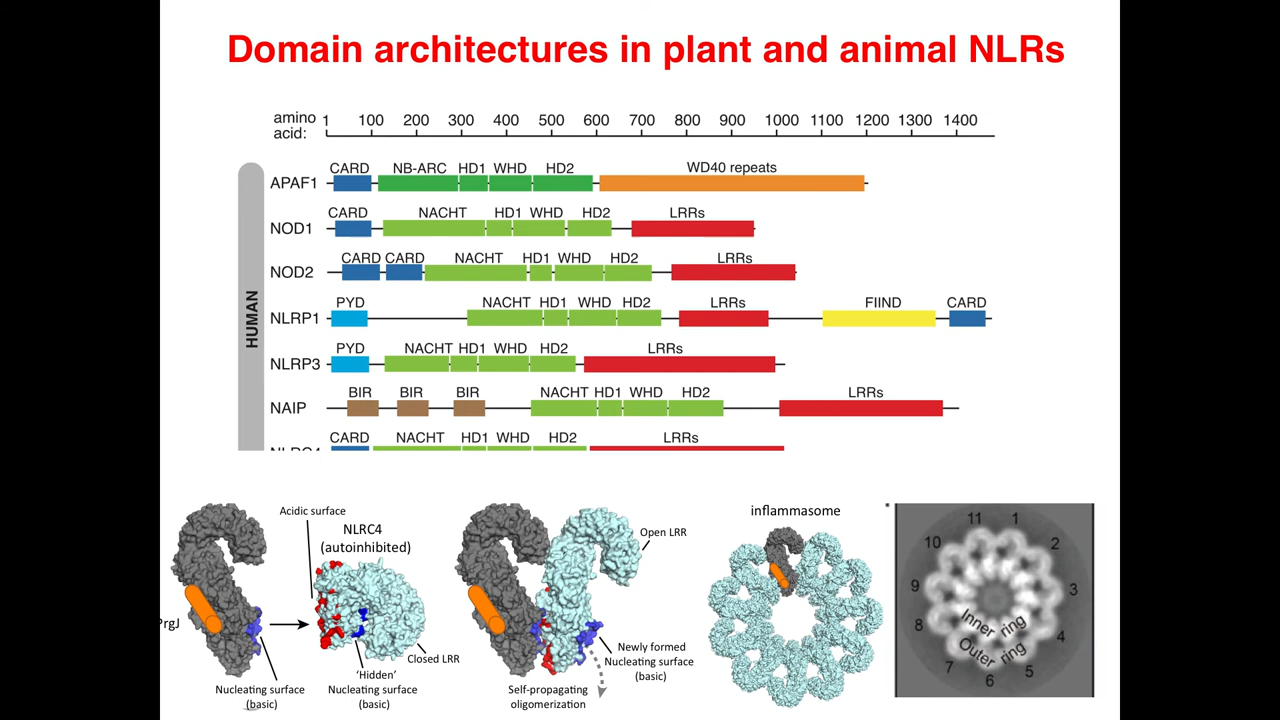 Domain architectures in plant and animal NLRs
amino
acid:
1 100 200 300 400 500 600 700 800 900 1000 1100 1200 1300 1400
HUMAN
CARD NB-ARC HD1 WHD HD2 WD40 repeats
APAF1
CARD NACHT HD1 WHD HD2 LRRs
NOD1
CARD CARD NACHT HD1 WHD HD2 LRRs
NOD2
PYD NACHT HD1 WHD HD2 LRRs FIIND CARD
NLRP1
PYD NACHT HD1 WHD HD2 LRRs
NLRP3
BIR BIR BIR NACHT HD1 WHD HD2 LRRs
NAIP
CARD NACHT HD1 WHD HD2 LRRs
PrgJ
Nucleating surface
(basic)
Acidic surface
NLRC4
(autoinhibited)
Closed LRR
‘Hidden’
Nucleating surface
(basic)
Open LRR
Newly formed
Nucleating surface
(basic)
Self-propagating
oligomerization
inflammasome
11 1
10 2
9 3
8 4
7 5
6
Inner ring
Outer ring